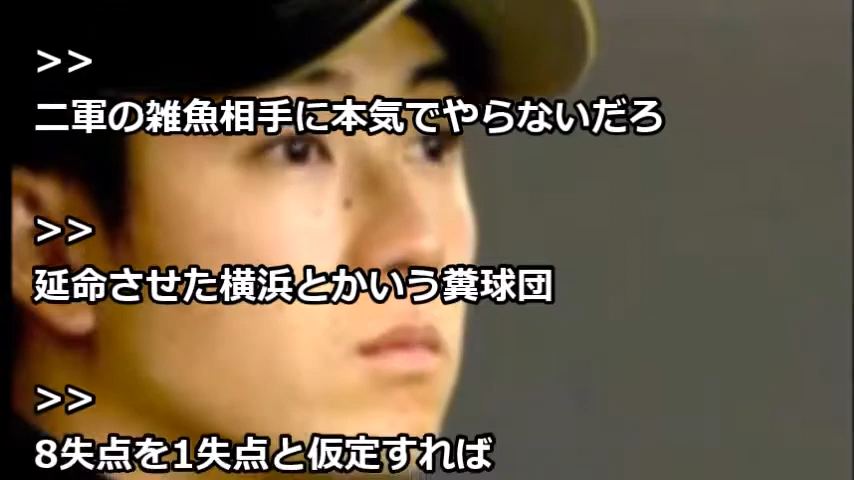 >>
二軍の雑魚相手に本気でやらないだろ
>>
延命させた横浜とかいう糞球団
>>
8失点を1失点と仮定すれば